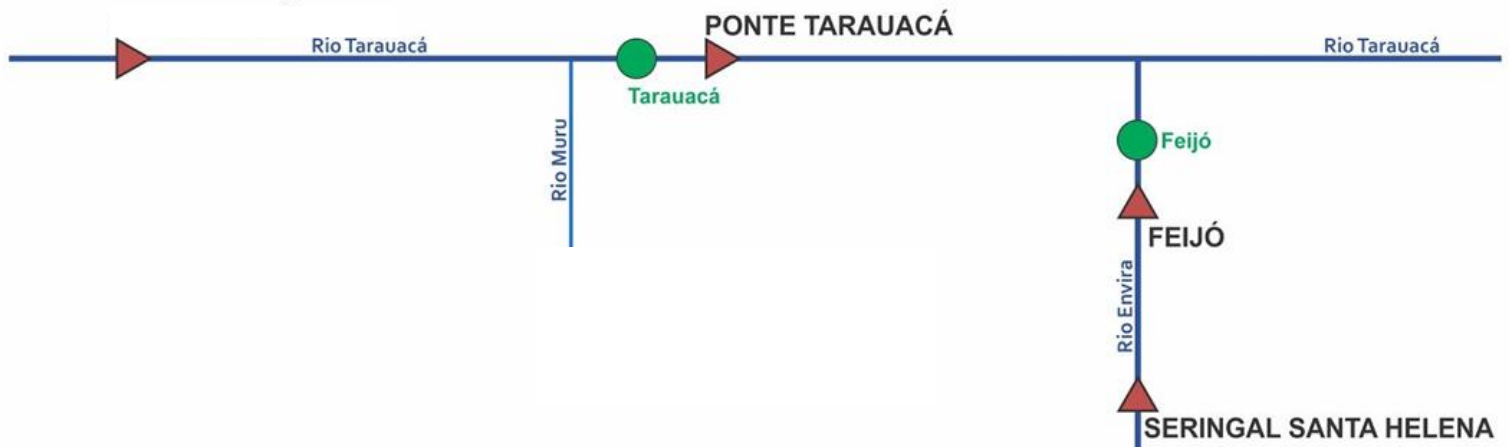 PONTE TARAUACÁ
Rio Tarauacá
Rio Tarauacá
Tarauacá
Rio Muru
Feijó
FEIJÓ
Rio Envira
SERINGAL SANTA HELENA